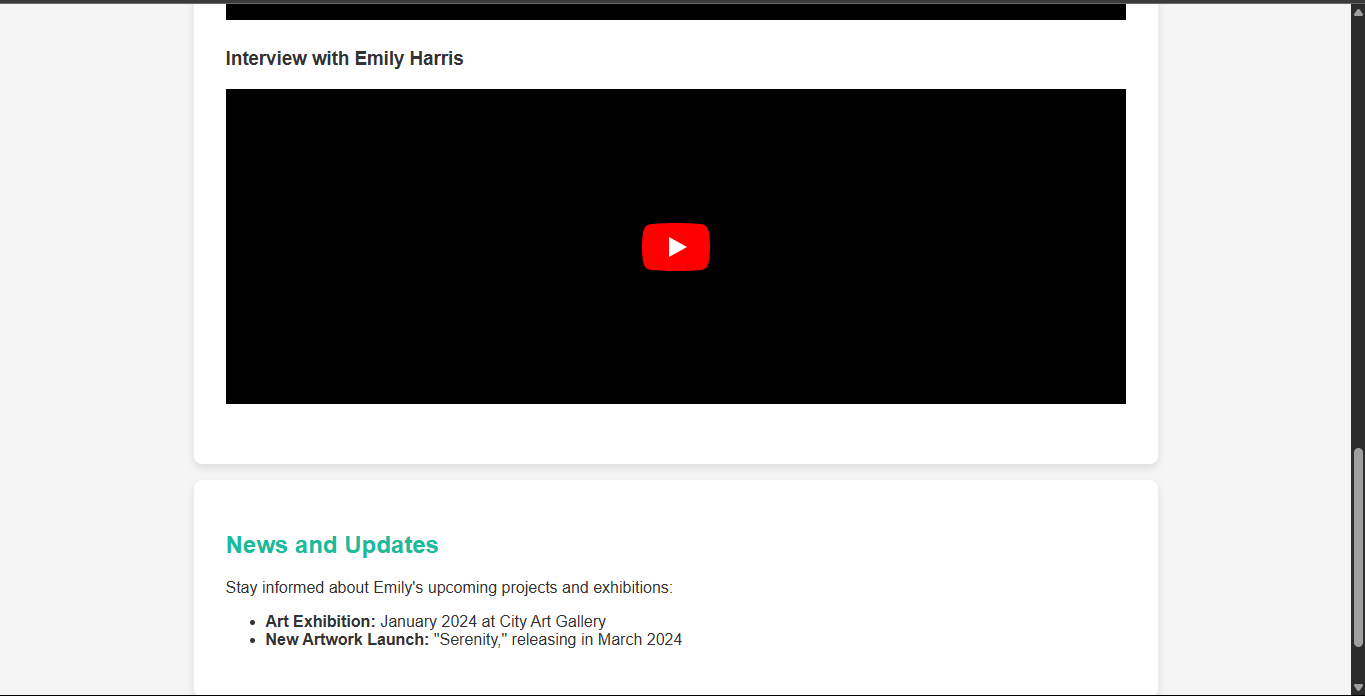 Interview with Emily Harris
News and Updates
Stay informed about Emily's upcoming projects and exhibitions:
• Art Exhibition: January 2024 at City Art Gallery
• New Artwork Launch: "Serenity," releasing in March 2024